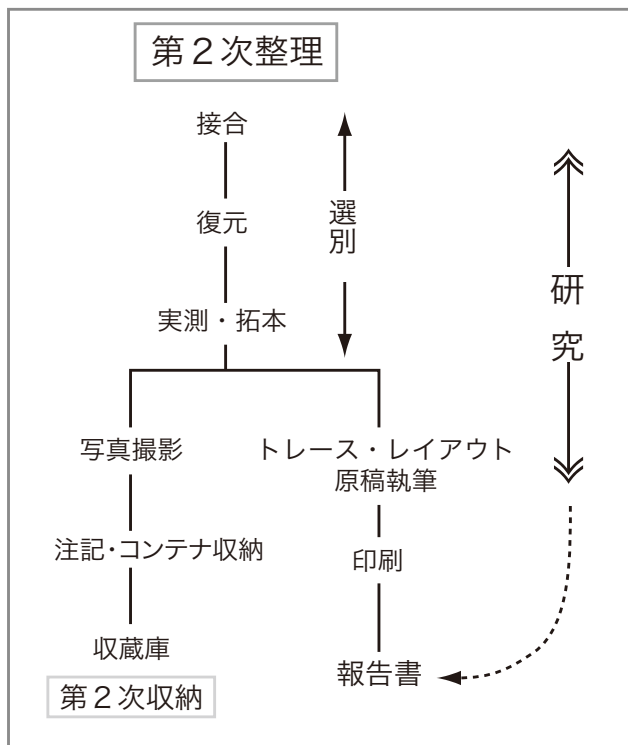 第２次整理
接合
復元
実測・拓本
選別
研究
写真撮影
注記・コンテナ収納
収蔵庫
第２次収納
トレース・レイアウト
原稿執筆
印刷
報告書